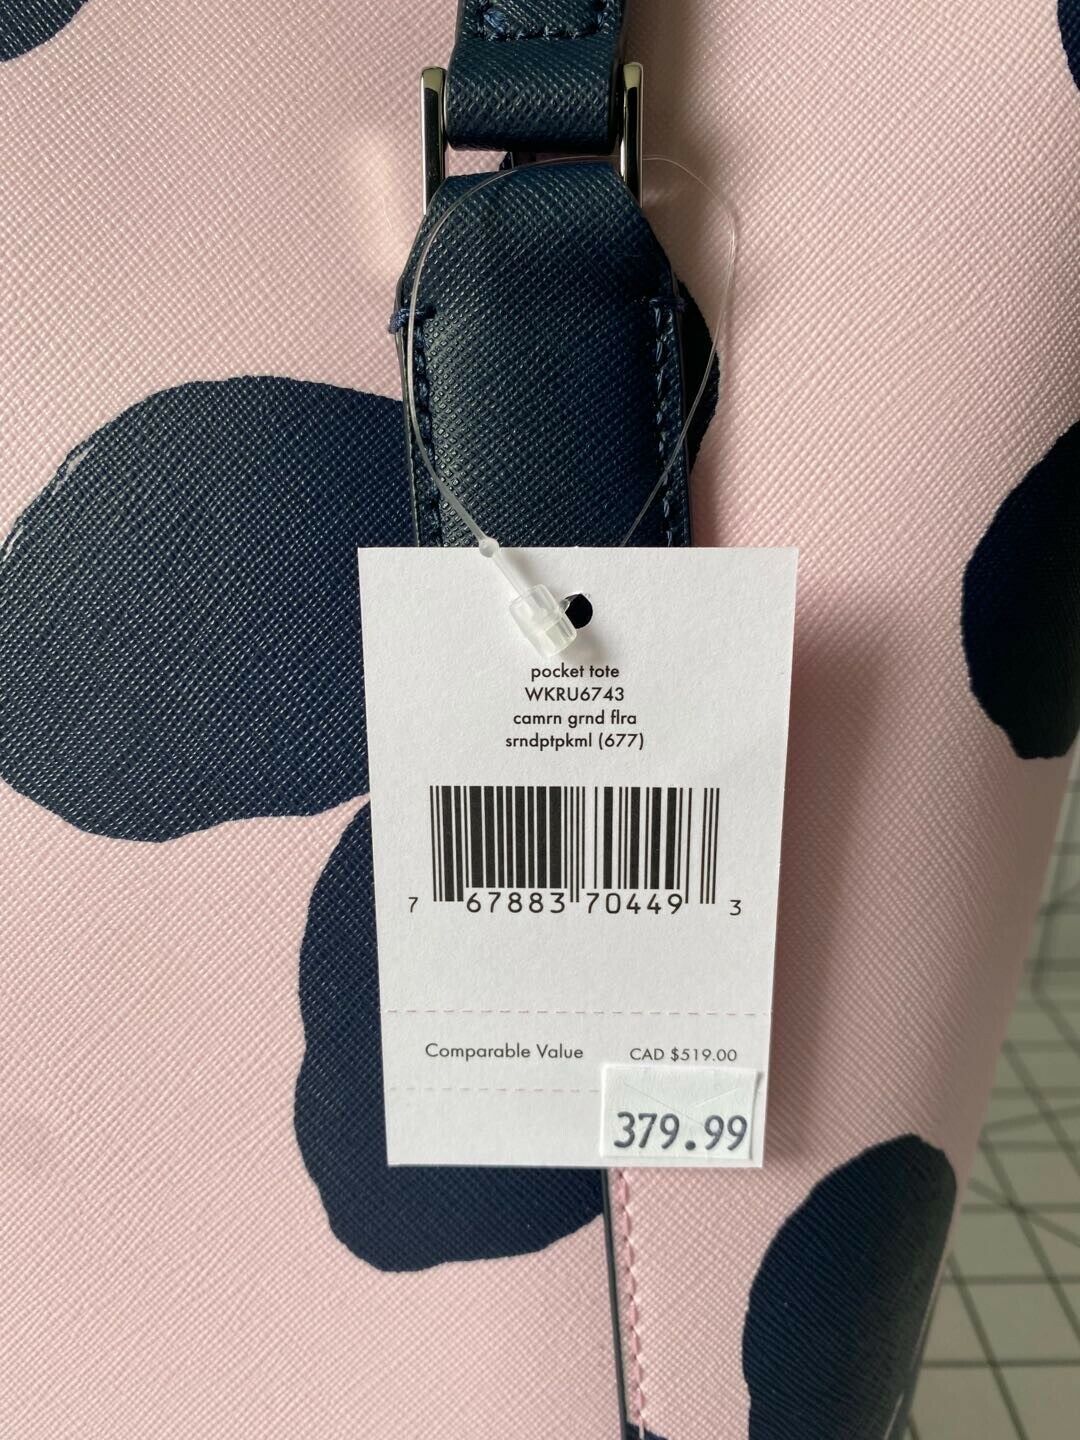 pocket tote
WKRU6743
camrn grnd flra
srndptpkml (677)
7 67883 70449 3
Comparable Value CAD $519.00
379.99